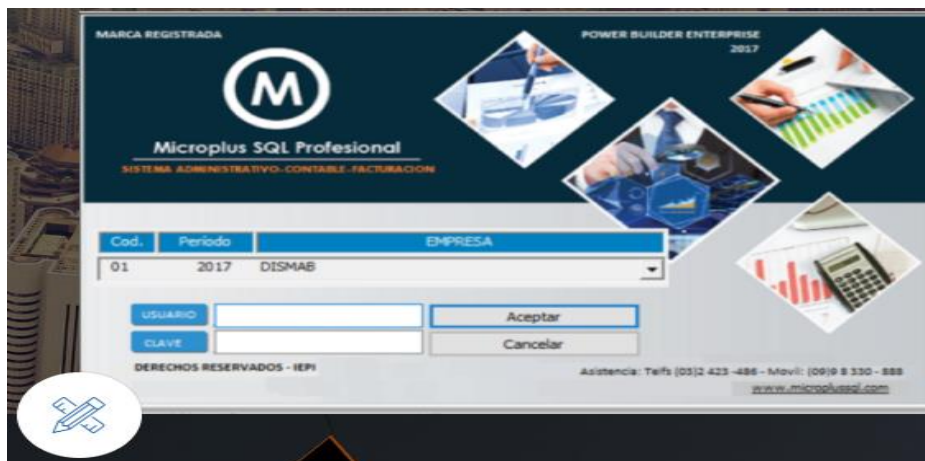 MARCA REGISTRADA
POWER BUILDER ENTERPRISE
2017
M
Microplus SQL Profesional
SISTEMA ADMINISTRATIVO-CONTABLE-FACTURACION
Cod. Período EMPRESA
01 2017 DISMAB
USUARIO Aceptar
CLAVE Cancelar
DERECHOS RESERVADOS - IEPI
Asistencia: Telfs (03)2 423 -486 - Movil: (09)9 8 330 - 888
www.microplussql.com